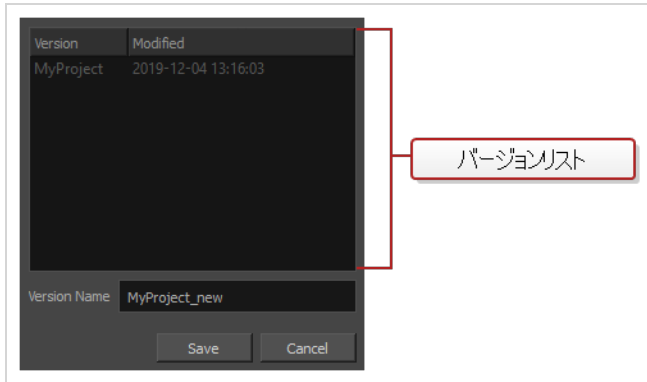 Version Modified
MyProject 2019-12-04 13:16:03
バージョンリスト
Version Name MyProject_new
Save Cancel